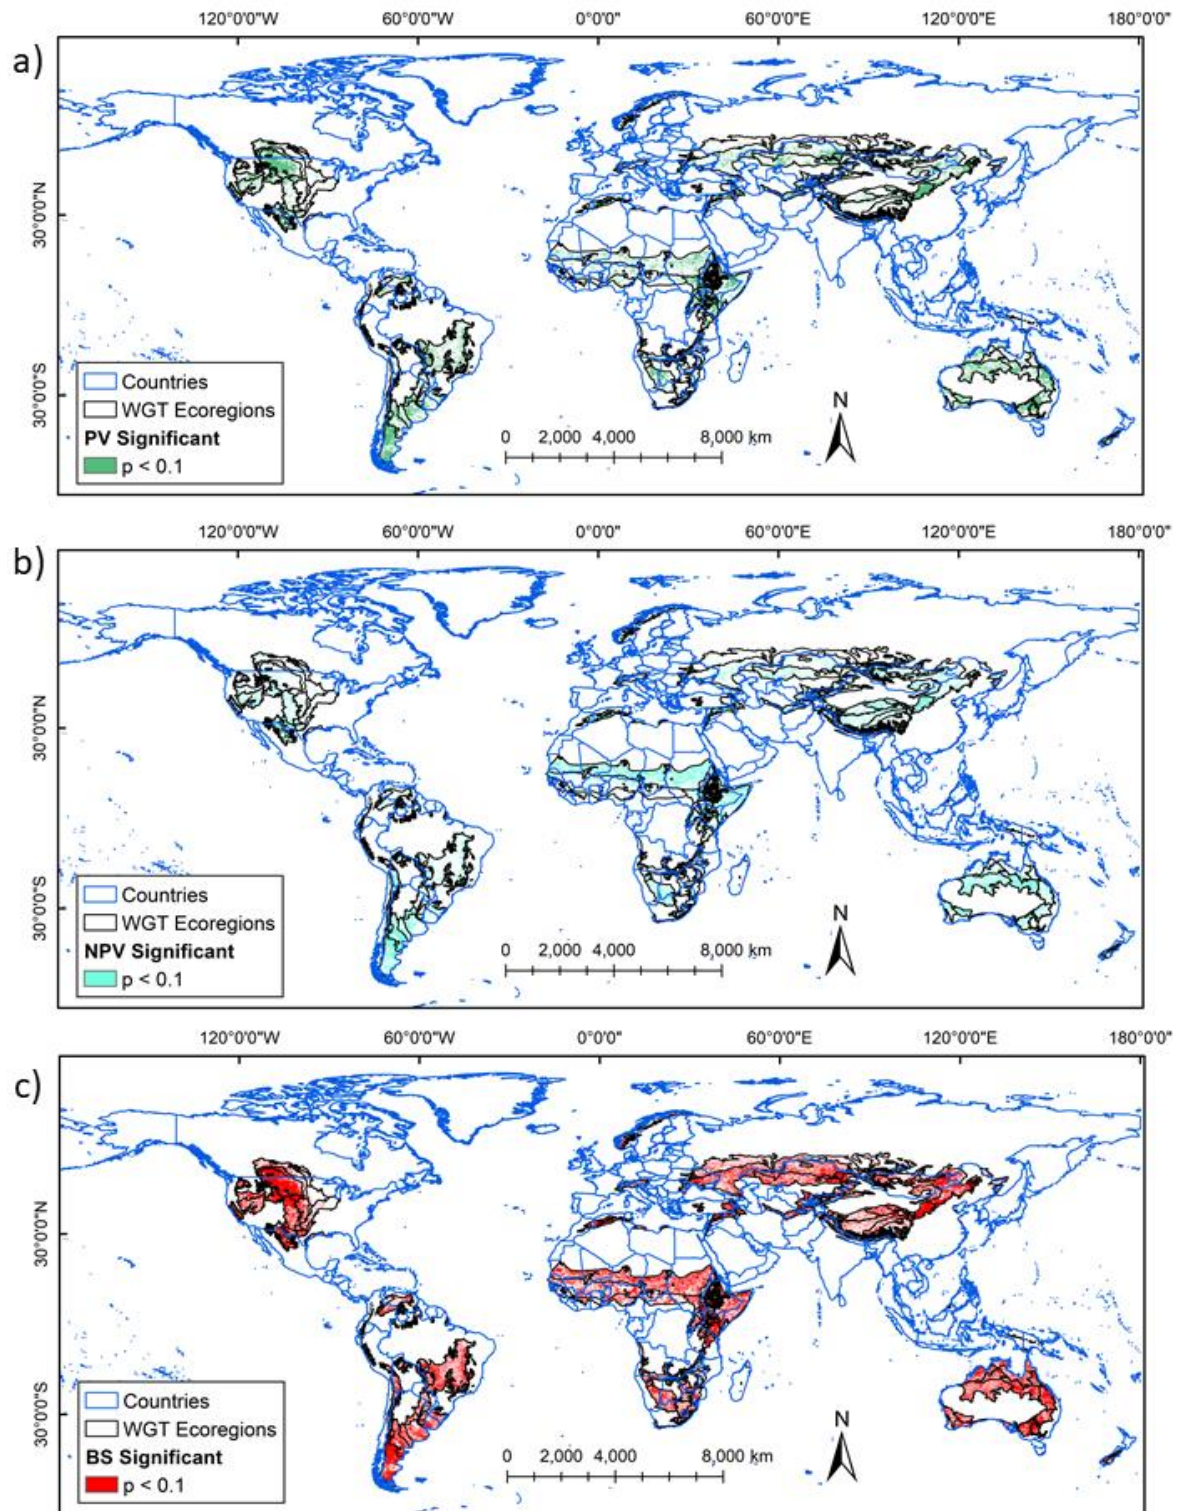 120°0'0"W 60°0'0"W 0°0'0" 60°0'0"E 120°0'0"E 180°0'0"
a)
30°0'0"N
30°0'0"S
Countries
WGT Ecoregions
PV Significant
p < 0.1
N
0 2,000 4,000 8,000 km
120°0'0"W 60°0'0"W 0°0'0" 60°0'0"E 120°0'0"E 180°0'0"
b)
30°0'0"N
30°0'0"S
Countries
WGT Ecoregions
NPV Significant
p < 0.1
N
0 2,000 4,000 8,000 km
120°0'0"W 60°0'0"W 0°0'0" 60°0'0"E 120°0'0"E 180°0'0"
c)
30°0'0"N
30°0'0"S
Countries
WGT Ecoregions
BS Significant
p < 0.1
N
0 2,000 4,000 8,000 km